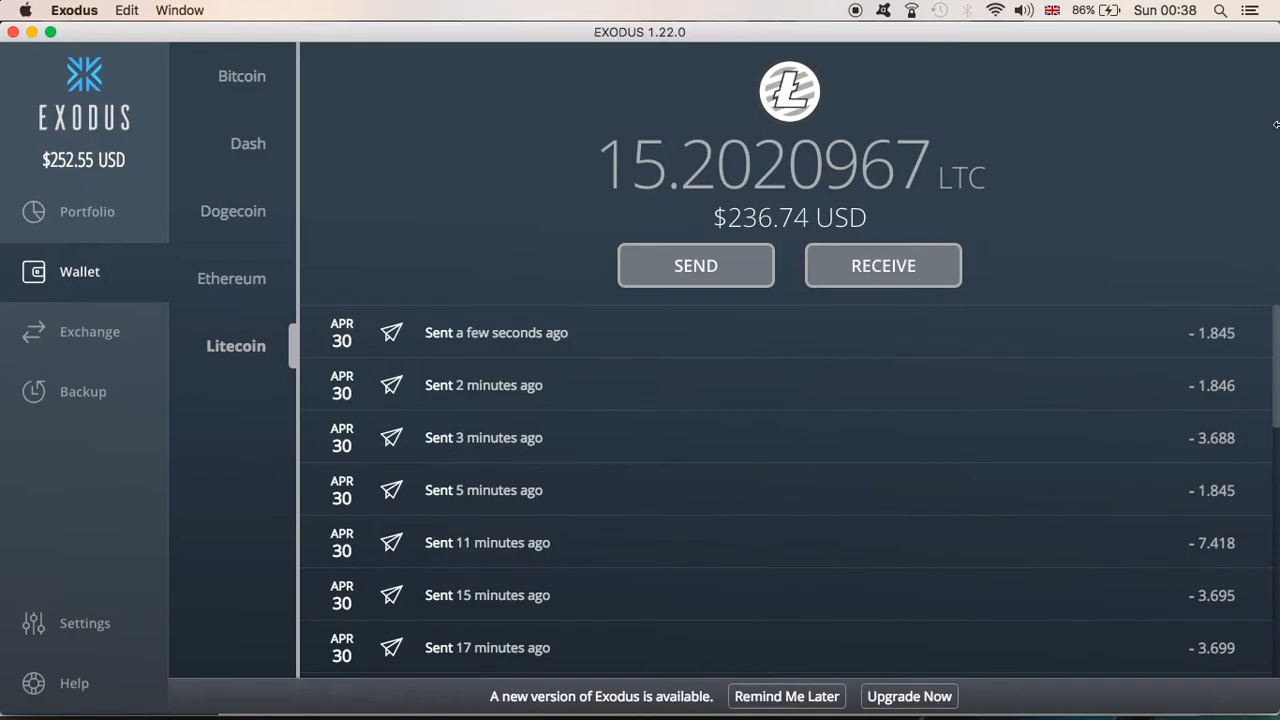 Exodus Edit Window 86% Sun 00:38
EXODUS 1.22.0
EXODUS
$252.55 USD
Portfolio
Wallet
Exchange
Backup
Settings
Help
Bitcoin
Dash
Dogecoin
Ethereum
Litecoin
15.2020967 LTC
$236.74 USD
SEND RECEIVE
APR 
30 Sent a few seconds ago - 1.845
APR
30 Sent 2 minutes ago - 1.846
APR
30 Sent 3 minutes ago - 3.688
APR
30 Sent 5 minutes ago - 1.845
APR
30 Sent 11 minutes ago - 7.418
APR
30 Sent 15 minutes ago - 3.695
APR
30 Sent 17 minutes ago - 3.699
A new version of Exodus is available. Remind Me Later Upgrade Now